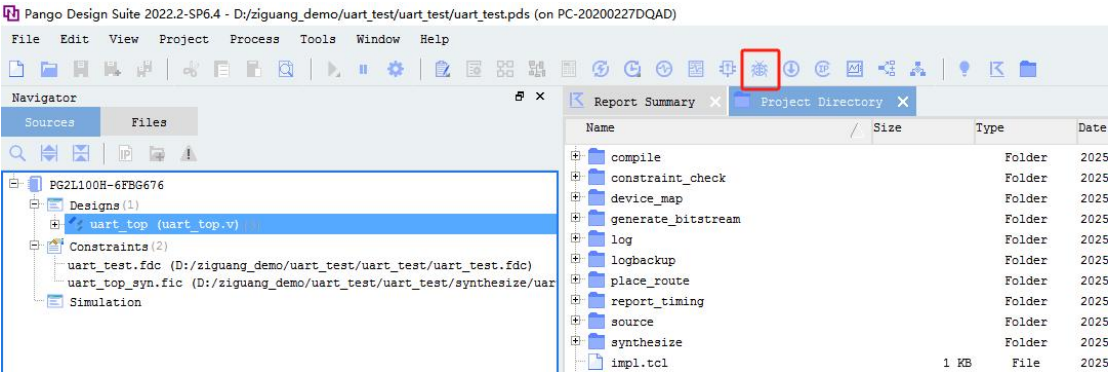 Pango Design Suite 2022.2-SP6.4 - D:/ziguang_demo/uart_test/uart_test/uart_test.pds (on PC-20200227DQAD)
File Edit View Project Process Tools Window Help
Navigator
Sources Files
PG2L100H-6FBG676
Designs(1)
uart_top (uart_top.v)
Constraints(2)
uart_test.fdc (D:/ziguang_demo/uart_test/uart_test/uart_test.fdc)
uart_top_syn.fic (D:/ziguang_demo/uart_test/uart_test/synthesize/uar
Simulation
Report Summary Project Directory
Name Size Type Date
compile Folder 2025
constraint_check Folder 2025
device_map Folder 2025
generate_bitstream Folder 2025
log Folder 2025
logbackup Folder 2025
place_route Folder 2025
report_timing Folder 2025
source Folder 2025
synthesize Folder 2025
impl.tcl 1 KB File 2025